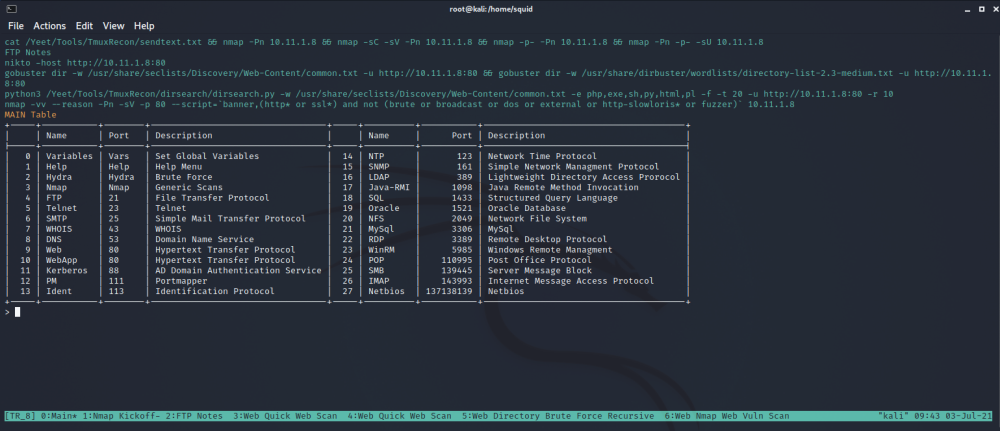 root@kali: /home/squid
File Actions Edit View Help
cat /Yeet/Tools/TmuxRecon/sendtext.txt && nmap -Pn 10.11.1.8 && nmap -sC -sV -Pn 10.11.1.8 && nmap -p- -Pn 10.11.1.8 && nmap -Pn -p- -sU 10.11.1.8
FTP Notes
nikto -host http://10.11.1.8:80
gobuster dir -w /usr/share/seclists/Discovery/Web-Content/common.txt -u http://10.11.1.8:80 && gobuster dir -w /usr/share/dirbuster/wordlists/directory-list-2.3-medium.txt -u http://10.11.1.
8:80
python3 /Yeet/Tools/TmuxRecon/dirsearch/dirsearch.py -w /usr/share/seclists/Discovery/Web-Content/common.txt -e php,exe,sh,py,html,pl -f -t 20 -u http://10.11.1.8:80 -r 10
nmap -vv --reason -Pn -sV -p 80 --script=`banner,(http* or ssl*) and not (brute or broadcast or dos or external or http-slowloris* or fuzzer)` 10.11.1.8
MAIN Table
| | Name | Port | Description | | Name | Port | Description |
| 0 | Variables | Vars | Set Global Variables | 14 | NTP | 123 | Network Time Protocol |
| 1 | Help | Help | Help Menu | 15 | SNMP | 161 | Simple Network Managment Protocol |
| 2 | Hydra | Hydra | Brute Force | 16 | LDAP | 389 | Lightweight Directory Access Prorocol |
| 3 | Nmap | Nmap | Generic Scans | 17 | Java-RMI | 1098 | Java Remote Method Invocation |
| 4 | FTP | 21 | File Transfer Protocol | 18 | SQL | 1433 | Structured Query Language |
| 5 | Telnet | 23 | Telnet | 19 | Oracle | 1521 | Oracle Database |
| 6 | SMTP | 25 | Simple Mail Transfer Protocol | 20 | NFS | 2049 | Network File System |
| 7 | WHOIS | 43 | WHOIS | 21 | MySql | 3306 | MySql |
| 8 | DNS | 53 | Domain Name Service | 22 | RDP | 3389 | Remote Desktop Protocol |
| 9 | Web | 80 | Hypertext Transfer Protocol | 23 | WinRM | 5985 | Windows Remote Managment |
| 10 | WebApp | 80 | Hypertext Transfer Protocol | 24 | POP | 110995 | Post Office Protocol |
| 11 | Kerberos | 88 | AD Domain Authentication Service | 25 | SMB | 139445 | Server Message Block |
| 12 | PM | 111 | Portmapper | 26 | IMAP | 143993 | Internet Message Access Protocol |
| 13 | Ident | 113 | Identification Protocol | 27 | Netbios | 137138139 | Netbios |
>
[TR_8] 0:Main* 1:Nmap Kickoff- 2:FTP Notes 3:Web Quick Web Scan 4:Web Quick Web Scan 5:Web Directory Brute Force Recursive 6:Web Nmap Web Vuln Scan "kali" 09:43 03-Jul-21